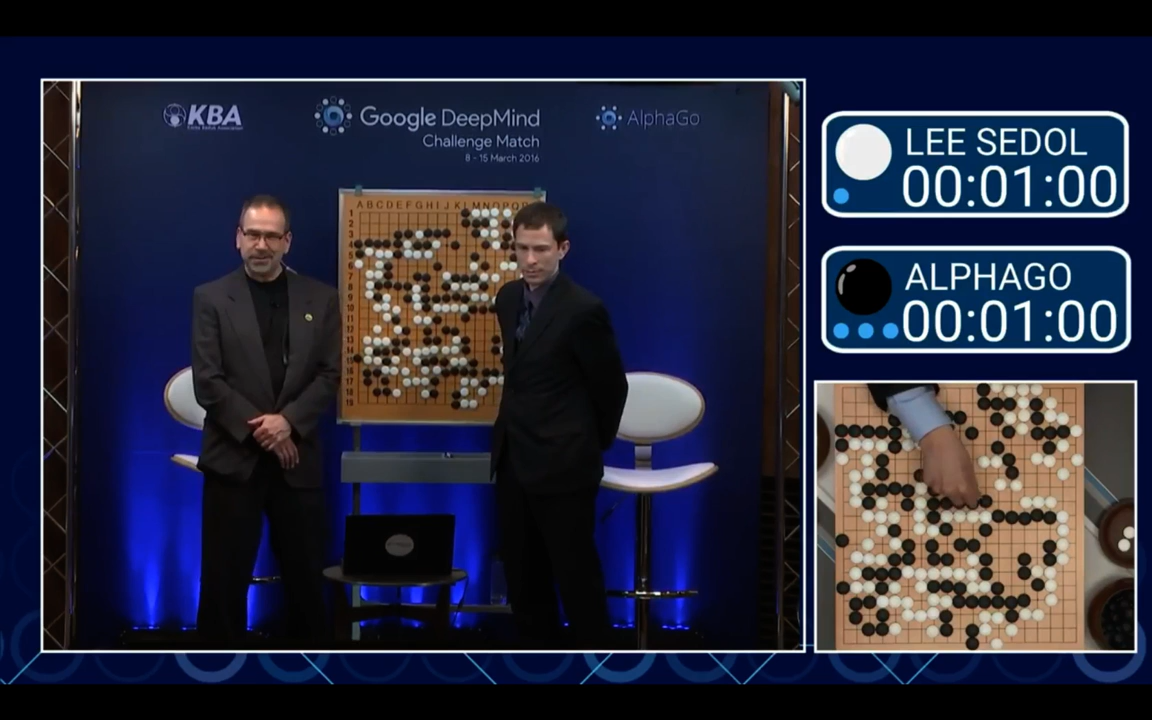 KBA
Google DeepMind
Challenge Match
8 - 15 March 2016
AlphaGo
A B C D E F G H I J K L M N O P Q
LEE SEDOL
00:01:00
ALPHAGO
00:01:00